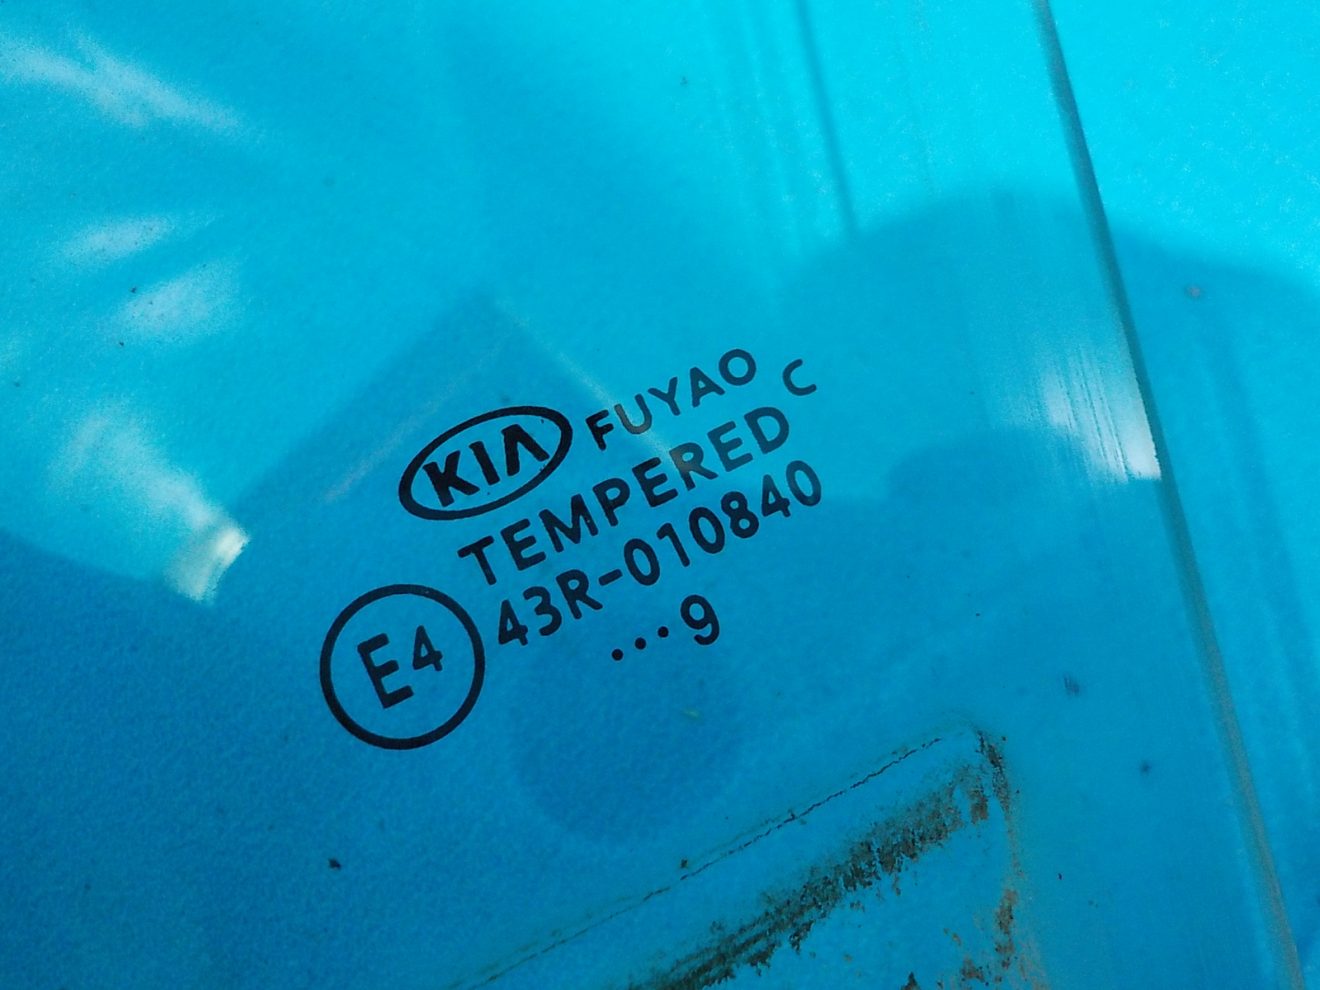 KIA FUYAO C
TEMPERED
E4 43R-010840
...9